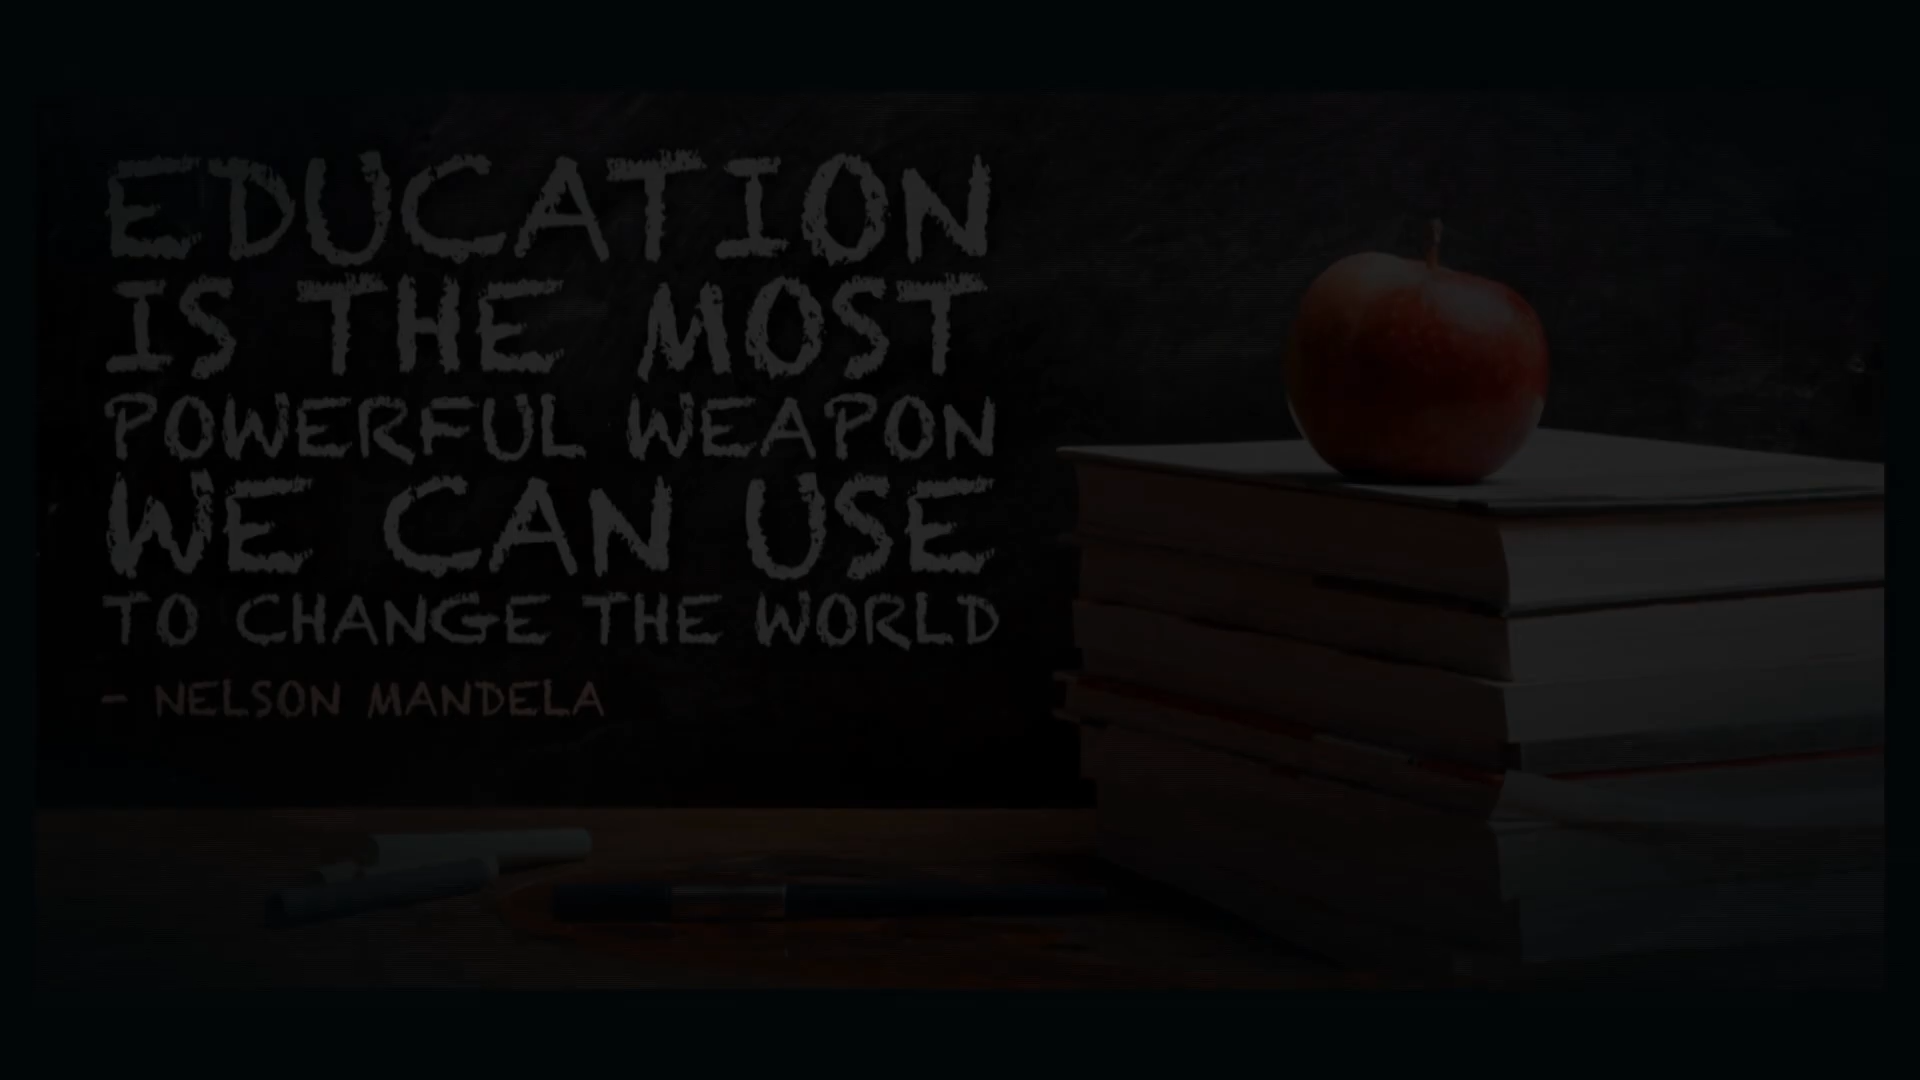 EDUCATION
IS THE MOST
POWERFUL WEAPON
WE CAN USE
TO CHANGE THE WORLD
- NELSON MANDELA